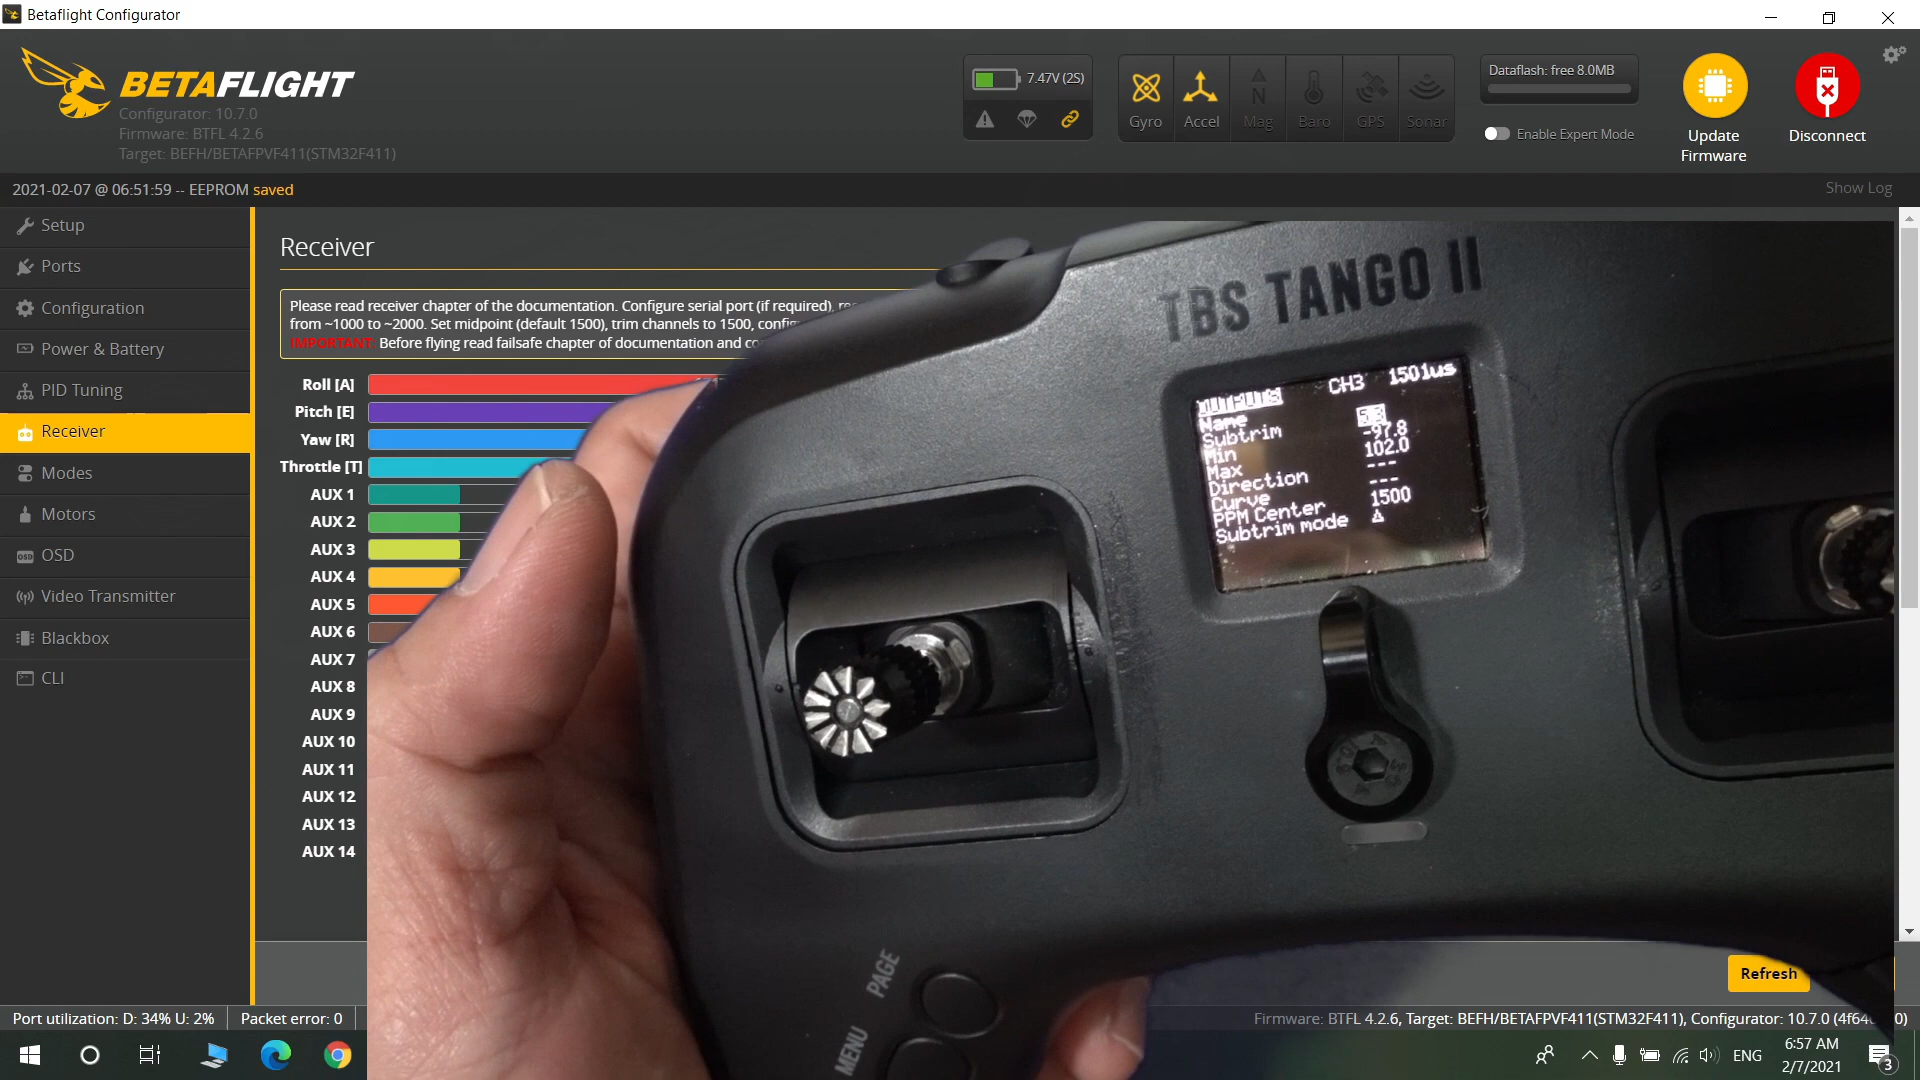 Betaflight Configurator
BETAFLIGHT
Configurator: 10.7.0
Firmware: BTFL 4.2.6
Target: BEFH/BETAFPVF411(STM32F411)
7.47V (2S)
Gyro
Accel
Mag
Baro
GPS
Sonar
Dataflash: free 8.0MB
Enable Expert Mode
Update
Firmware
Disconnect
2021-02-07 @ 06:51:59 -- EEPROM saved
Show Log
Setup
Ports
Configuration
Power & Battery
PID Tuning
Receiver
Modes
Motors
OSD
Video Transmitter
Blackbox
CLI
Receiver
Please read receiver chapter of the documentation. Configure serial port (if required),
from ~1000 to ~2000. Set midpoint (default 1500), trim channels to 1500,
IMPORTANT: Before flying read failsafe chapter of documentation and
Roll [A]
Pitch [E]
Yaw [R]
Throttle [T]
AUX 1
AUX 2
AUX 3
AUX 4
AUX 5
AUX 6
AUX 7
AUX 8
AUX 9
AUX 10
AUX 11
AUX 12
AUX 13
AUX 14
TBS TANGO II
OUTPUTS CH3 1501us
Name
Subtrim
Min -97.8
Max 102.0
Direction ---
Curve ---
PPM Center 1500
Subtrim mode Δ
PAGE
MENU
Refresh
Port utilization: D: 34% U: 2%
Packet error: 0
Firmware: BTFL 4.2.6, Target: BEFH/BETAFPVF411(STM32F411), Configurator: 10.7.0
ENG
6:57 AM
2/7/2021
3